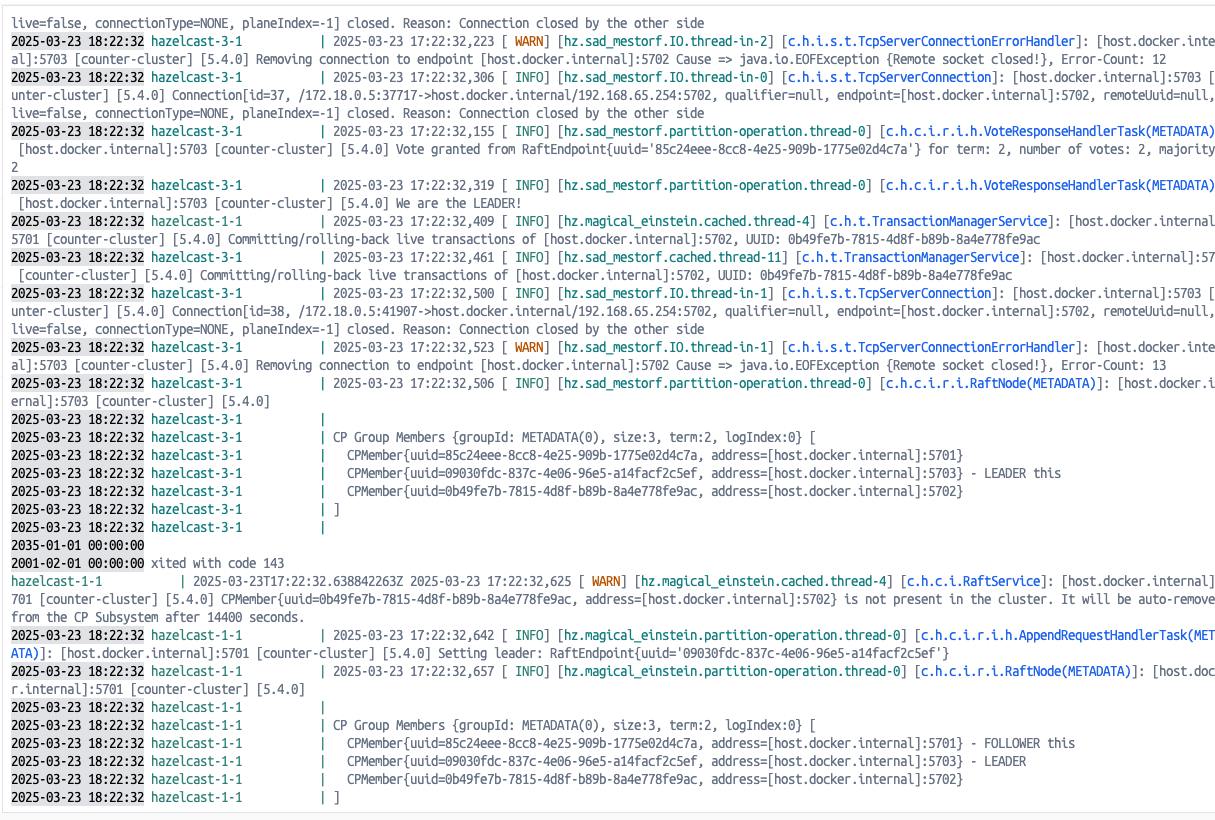 live=false, connectionType=NONE, planeIndex=-1] closed. Reason: Connection closed by the other side
2025-03-23 18:22:32 hazelcast-3-1 | 2025-03-23 17:22:32,223 [ WARN] [hz.sad_mestorf.IO.thread-in-2] [c.h.i.s.t.TcpServerConnectionErrorHandler]: [host.docker.inte
al]:5703 [counter-cluster] [5.4.0] Removing connection to endpoint [host.docker.internal]:5702 Cause => java.io.EOFException {Remote socket closed!}, Error-Count: 12
2025-03-23 18:22:32 hazelcast-3-1 | 2025-03-23 17:22:32,306 [ INFO] [hz.sad_mestorf.IO.thread-in-0] [c.h.i.s.t.TcpServerConnection]: [host.docker.internal]:5703 [
unter-cluster] [5.4.0] Connection[id=37, /172.18.0.5:37717->host.docker.internal/192.168.65.254:5702, qualifier=null, endpoint=[host.docker.internal]:5702, remoteUuid=null,
live=false, connectionType=NONE, planeIndex=-1] closed. Reason: Connection closed by the other side
2025-03-23 18:22:32 hazelcast-3-1 | 2025-03-23 17:22:32,155 [ INFO] [hz.sad_mestorf.partition-operation.thread-0] [c.h.c.i.r.i.h.VoteResponseHandlerTask(METADATA)
[host.docker.internal]:5703 [counter-cluster] [5.4.0] Vote granted from RaftEndpoint{uuid='85c24eee-8cc8-4e25-909b-1775e02d4c7a'} for term: 2, number of votes: 2, majority
2
2025-03-23 18:22:32 hazelcast-3-1 | 2025-03-23 17:22:32,319 [ INFO] [hz.sad_mestorf.partition-operation.thread-0] [c.h.c.i.r.i.h.VoteResponseHandlerTask(METADATA)
[host.docker.internal]:5703 [counter-cluster] [5.4.0] We are the LEADER!
2025-03-23 18:22:32 hazelcast-1-1 | 2025-03-23 17:22:32,409 [ INFO] [hz.magical_einstein.cached.thread-4] [c.h.t.TransactionManagerService]: [host.docker.internal]
5701 [counter-cluster] [5.4.0] Committing/rolling-back live transactions of [host.docker.internal]:5702, UUID: 0b49fe7b-7815-4d8f-b89b-8a4e778fe9ac
2025-03-23 18:22:32 hazelcast-3-1 | 2025-03-23 17:22:32,461 [ INFO] [hz.sad_mestorf.cached.thread-11] [c.h.t.TransactionManagerService]: [host.docker.internal]:57
[counter-cluster] [5.4.0] Committing/rolling-back live transactions of [host.docker.internal]:5702, UUID: 0b49fe7b-7815-4d8f-b89b-8a4e778fe9ac
2025-03-23 18:22:32 hazelcast-3-1 | 2025-03-23 17:22:32,500 [ INFO] [hz.sad_mestorf.IO.thread-in-1] [c.h.i.s.t.TcpServerConnection]: [host.docker.internal]:5703 [
unter-cluster] [5.4.0] Connection[id=38, /172.18.0.5:41907->host.docker.internal/192.168.65.254:5702, qualifier=null, endpoint=[host.docker.internal]:5702, remoteUuid=null,
live=false, connectionType=NONE, planeIndex=-1] closed. Reason: Connection closed by the other side
2025-03-23 18:22:32 hazelcast-3-1 | 2025-03-23 17:22:32,523 [ WARN] [hz.sad_mestorf.IO.thread-in-1] [c.h.i.s.t.TcpServerConnectionErrorHandler]: [host.docker.inte
al]:5703 [counter-cluster] [5.4.0] Removing connection to endpoint [host.docker.internal]:5702 Cause => java.io.EOFException {Remote socket closed!}, Error-Count: 13
2025-03-23 18:22:32 hazelcast-3-1 | 2025-03-23 17:22:32,506 [ INFO] [hz.sad_mestorf.partition-operation.thread-0] [c.h.c.i.r.i.RaftNode(METADATA)]: [host.docker.i
ernal]:5703 [counter-cluster] [5.4.0]
2025-03-23 18:22:32 hazelcast-3-1 |
2025-03-23 18:22:32 hazelcast-3-1 | CP Group Members {groupId: METADATA(0), size:3, term:2, logIndex:0} [
2025-03-23 18:22:32 hazelcast-3-1 | CPMember{uuid=85c24eee-8cc8-4e25-909b-1775e02d4c7a, address=[host.docker.internal]:5701}
2025-03-23 18:22:32 hazelcast-3-1 | CPMember{uuid=09030fdc-837c-4e06-96e5-a14facf2c5ef, address=[host.docker.internal]:5703} - LEADER this
2025-03-23 18:22:32 hazelcast-3-1 | CPMember{uuid=0b49fe7b-7815-4d8f-b89b-8a4e778fe9ac, address=[host.docker.internal]:5702}
2025-03-23 18:22:32 hazelcast-3-1 | ]
2025-03-23 18:22:32 hazelcast-3-1 |
2035-01-01 00:00:00
2001-02-01 00:00:00 xited with code 143
hazelcast-1-1 | 2025-03-23T17:22:32.638842263Z 2025-03-23 17:22:32,625 [ WARN] [hz.magical_einstein.cached.thread-4] [c.h.c.i.RaftService]: [host.docker.internal]
701 [counter-cluster] [5.4.0] CPMember{uuid=0b49fe7b-7815-4d8f-b89b-8a4e778fe9ac, address=[host.docker.internal]:5702} is not present in the cluster. It will be auto-remove
from the CP Subsystem after 14400 seconds.
2025-03-23 18:22:32 hazelcast-1-1 | 2025-03-23 17:22:32,642 [ INFO] [hz.magical_einstein.partition-operation.thread-0] [c.h.c.i.r.i.h.AppendRequestHandlerTask(MET
ATA)]: [host.docker.internal]:5701 [counter-cluster] [5.4.0] Setting leader: RaftEndpoint{uuid='09030fdc-837c-4e06-96e5-a14facf2c5ef'}
2025-03-23 18:22:32 hazelcast-1-1 | 2025-03-23 17:22:32,657 [ INFO] [hz.magical_einstein.partition-operation.thread-0] [c.h.c.i.r.i.RaftNode(METADATA)]: [host.doc
r.internal]:5701 [counter-cluster] [5.4.0]
2025-03-23 18:22:32 hazelcast-1-1 |
2025-03-23 18:22:32 hazelcast-1-1 | CP Group Members {groupId: METADATA(0), size:3, term:2, logIndex:0} [
2025-03-23 18:22:32 hazelcast-1-1 | CPMember{uuid=85c24eee-8cc8-4e25-909b-1775e02d4c7a, address=[host.docker.internal]:5701} - FOLLOWER this
2025-03-23 18:22:32 hazelcast-1-1 | CPMember{uuid=09030fdc-837c-4e06-96e5-a14facf2c5ef, address=[host.docker.internal]:5703} - LEADER
2025-03-23 18:22:32 hazelcast-1-1 | CPMember{uuid=0b49fe7b-7815-4d8f-b89b-8a4e778fe9ac, address=[host.docker.internal]:5702}
2025-03-23 18:22:32 hazelcast-1-1 | ]